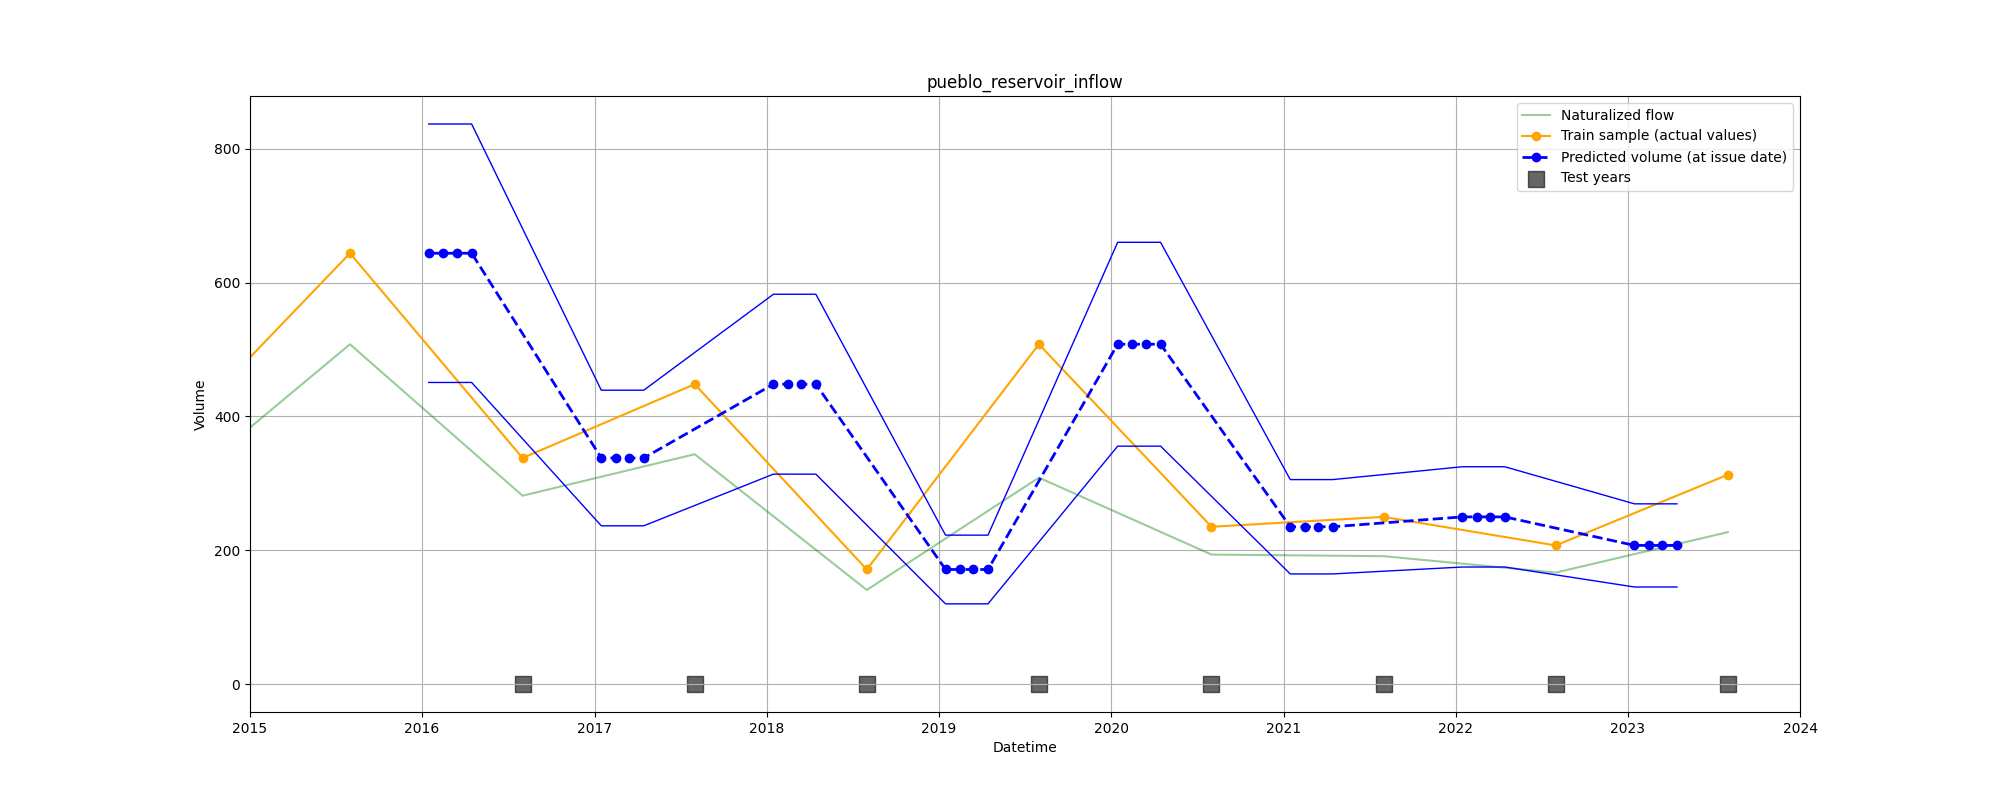 pueblo_reservoir_inflow
Naturalized flow
Train sample (actual values)
Predicted volume (at issue date)
Test years
800
600
400
200
0
Volume
2015 2016 2017 2018 2019 2020 2021 2022 2023 2024
Datetime